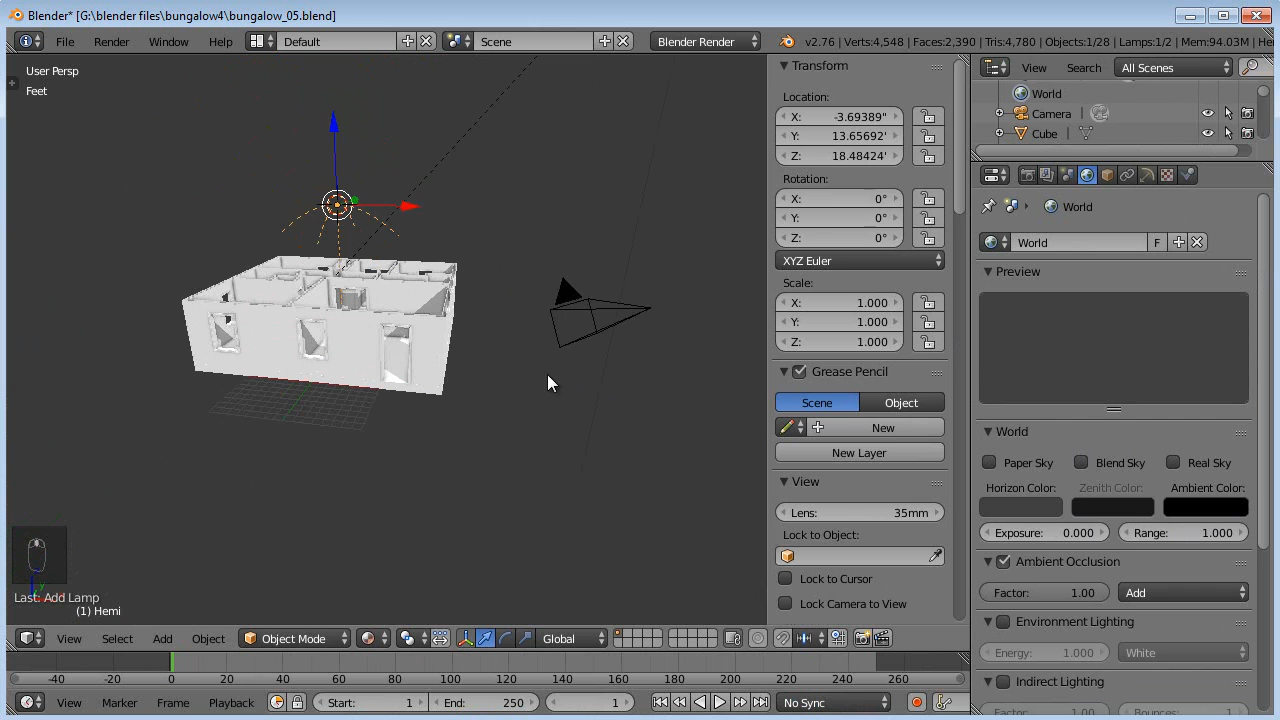 Blender* [G:\blender files\bungalow4\bungalow_05.blend]
File Render Window Help Default Scene Blender Render v2.76 | Verts:4,548 | Faces:2,390 | Tris:4,780 | Objects:1/28 | Lamps:1/2 | Mem:94.03M |
User Persp
Feet
Last: Add Lamp
(1) Hemi
Transform
Location:
X: -3.69389'
Y: 13.65692'
Z: 18.48424'
Rotation:
X: 0°
Y: 0°
Z: 0°
XYZ Euler
Scale:
X: 1.000
Y: 1.000
Z: 1.000
Grease Pencil
Scene Object
New
New Layer
View
Lens: 35mm
Lock to Object:
Lock to Cursor
Lock Camera to View
View Search All Scenes
World
Camera
Cube
World
World F
Preview
World
Paper Sky Blend Sky Real Sky
Horizon Color: Zenith Color: Ambient Color:
Exposure: 0.000 Range: 1.000
Ambient Occlusion
Factor: 1.00 Add
Environment Lighting
Energy: 1.000 White
Indirect Lighting
Factor: 1.00 Bounces:
View Select Add Object Object Mode Global
-40 -20 0 20 40 60 80 100 120 140 160 180 200 220 240 260
View Marker Frame Playback Start: 1 End: 250 1 No Sync